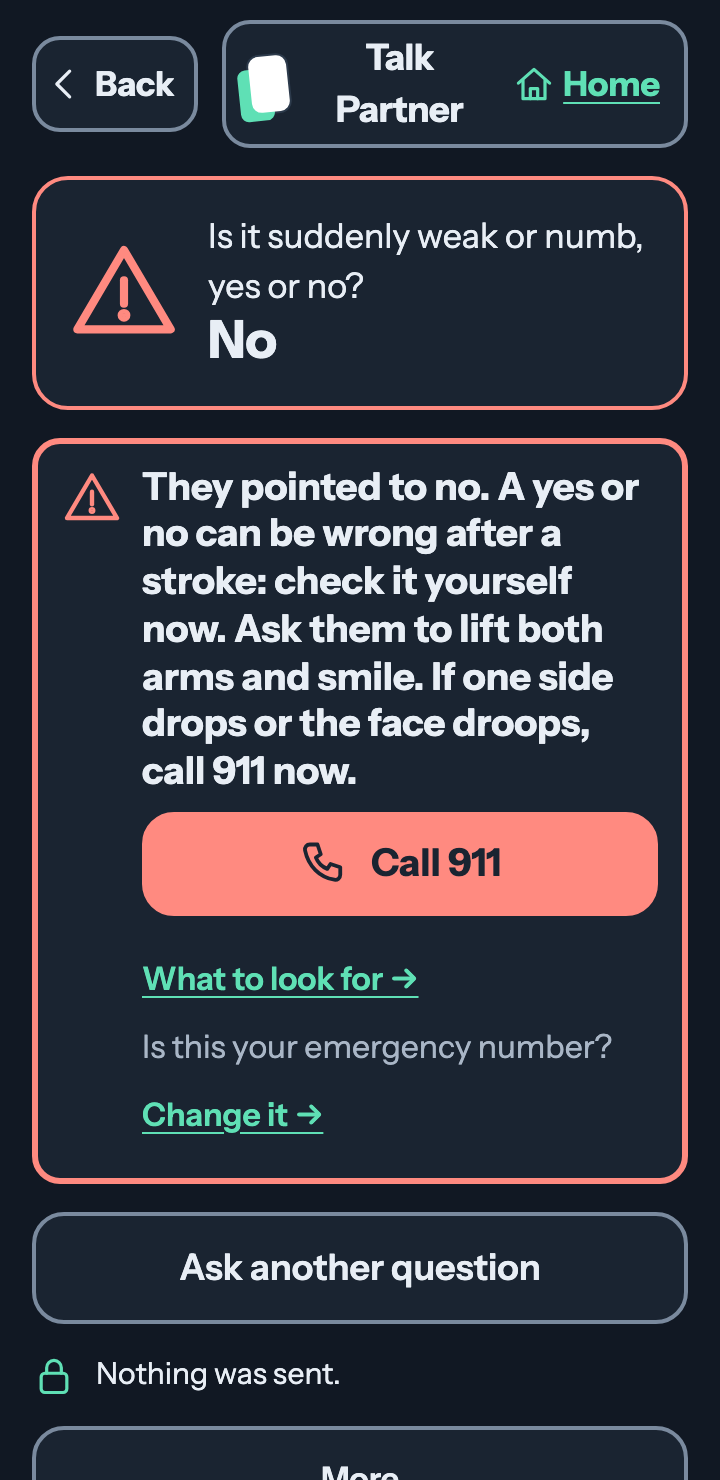 Back
Talk
Partner
Home
Is it suddenly weak or numb,
yes or no?
No
They pointed to no. A yes or
no can be wrong after a
stroke: check it yourself
now. Ask them to lift both
arms and smile. If one side
drops or the face droops,
call 911 now.
Call 911
What to look for →
Is this your emergency number?
Change it →
Ask another question
Nothing was sent.
More